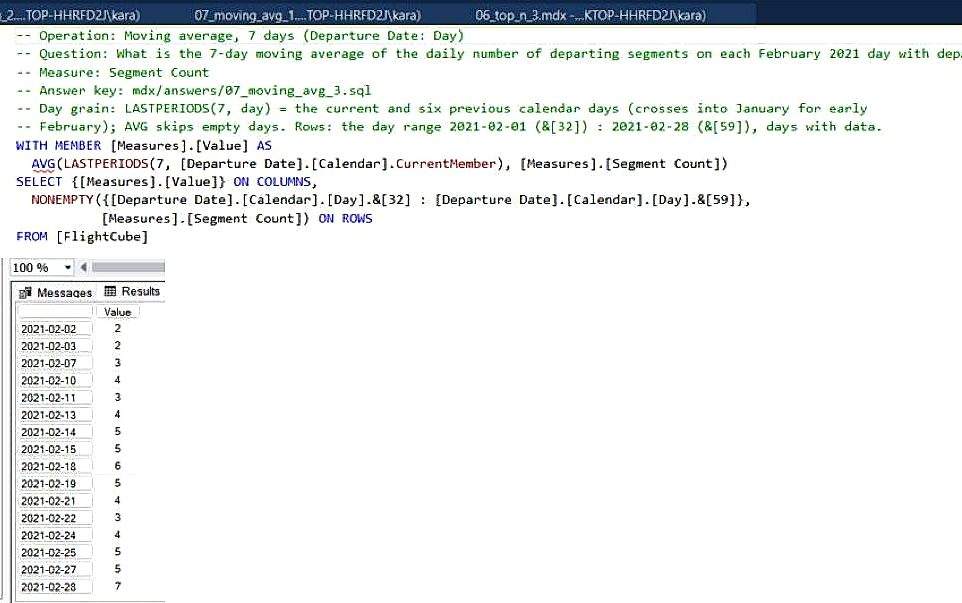 _2....TOP-HHRFD2J\kara) 07_moving_avg_1....TOP-HHRFD2J\kara) 06_top_n_3.mdx -...KTOP-HHRFD2J\kara)
-- Operation: Moving average, 7 days (Departure Date: Day)
-- Question: What is the 7-day moving average of the daily number of departing segments on each February 2021 day with dep
-- Measure: Segment Count
-- Answer key: mdx/answers/07_moving_avg_3.sql
-- Day grain: LASTPERIODS(7, day) = the current and six previous calendar days (crosses into January for early
-- February); AVG skips empty days. Rows: the day range 2021-02-01 (&[32]) : 2021-02-28 (&[59]), days with data.
WITH MEMBER [Measures].[Value] AS
AVG(LASTPERIODS(7, [Departure Date].[Calendar].CurrentMember), [Measures].[Segment Count])
SELECT {[Measures].[Value]} ON COLUMNS,
NONEMPTY({[Departure Date].[Calendar].[Day].&[32] : [Departure Date].[Calendar].[Day].&[59]},
[Measures].[Segment Count]) ON ROWS
FROM [FlightCube]
100 %
Messages Results
Value
2021-02-02 2
2021-02-03 2
2021-02-07 3
2021-02-10 4
2021-02-11 3
2021-02-13 4
2021-02-14 5
2021-02-15 5
2021-02-18 6
2021-02-19 5
2021-02-21 4
2021-02-22 3
2021-02-24 4
2021-02-25 5
2021-02-27 5
2021-02-28 7